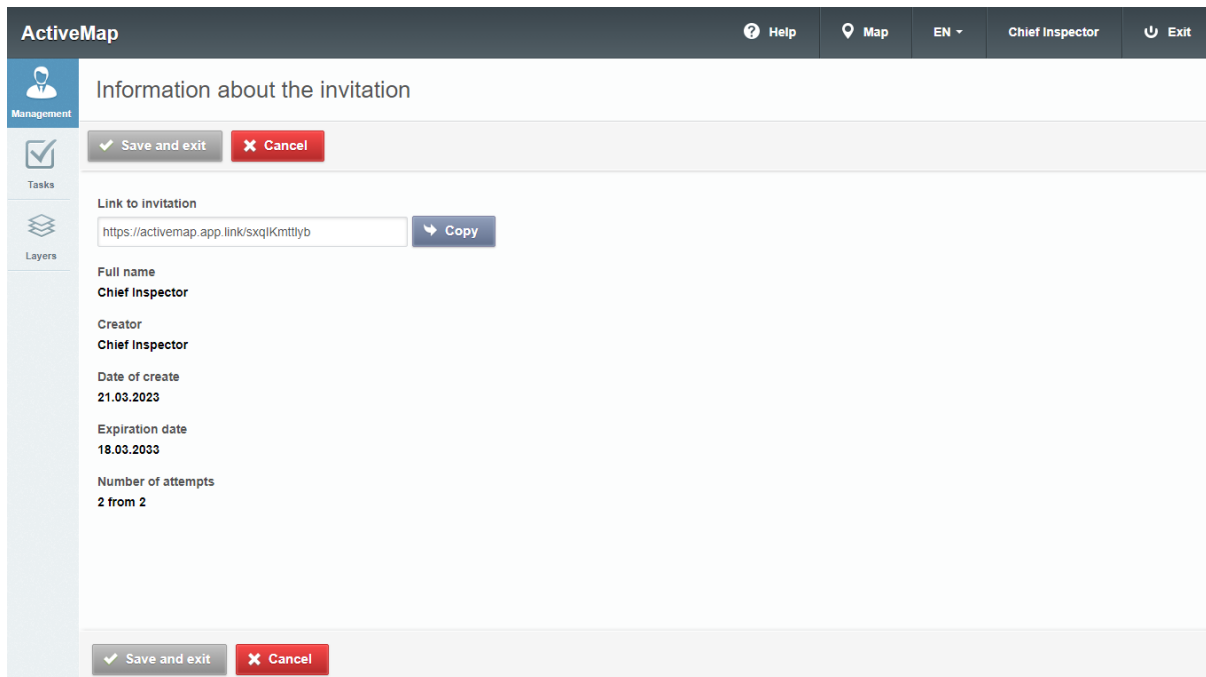 ActiveMap
Help
Map
EN
Chief Inspector
Exit
Management
Tasks
Layers
Information about the invitation
Save and exit
Cancel
Link to invitation
https://activemap.app.link/sxqIKmttIyb
Copy
Full name
Chief Inspector
Creator
Chief Inspector
Date of create
21.03.2023
Expiration date
18.03.2033
Number of attempts
2 from 2
Save and exit
Cancel